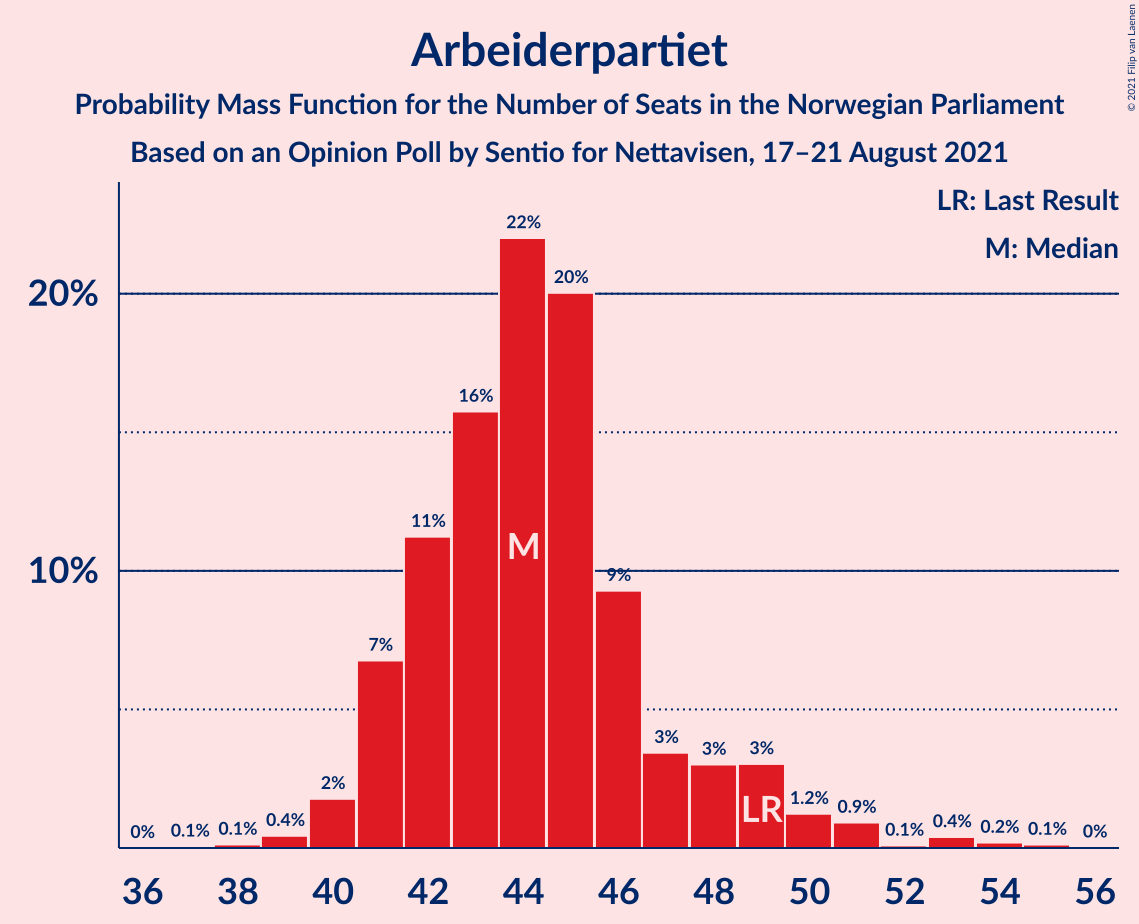 Arbeiderpartiet
Probability Mass Function for the Number of Seats in the Norwegian Parliament
Based on an Opinion Poll by Sentio for Nettavisen, 17–21 August 2021
© 2021 Filip van Laenen
LR: Last Result
M: Median
20%
10%
0% 0.1% 0.1% 0.4% 2% 7% 11% 16% 22% 20% 9% 3% 3% 3% 1.2% 0.9% 0.1% 0.4% 0.2% 0.1% 0%
M
LR
36 38 40 42 44 46 48 50 52 54 56